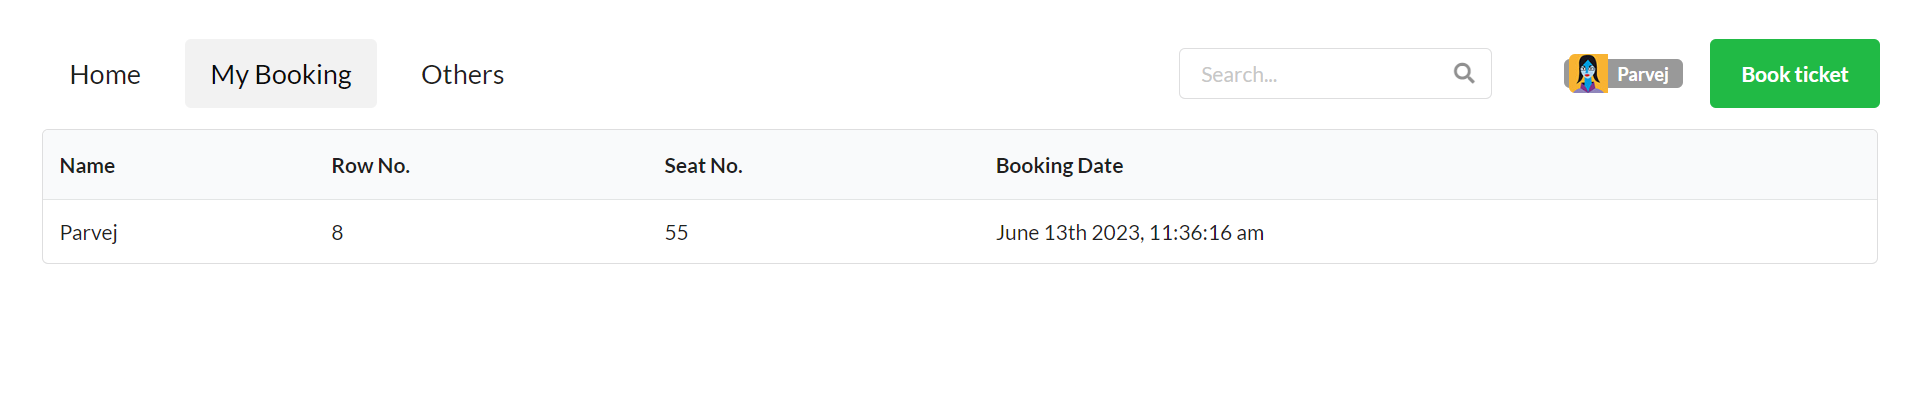 Home My Booking Others Search... Parvej Book ticket
Name Row No. Seat No. Booking Date
Parvej 8 55 June 13th 2023, 11:36:16 am